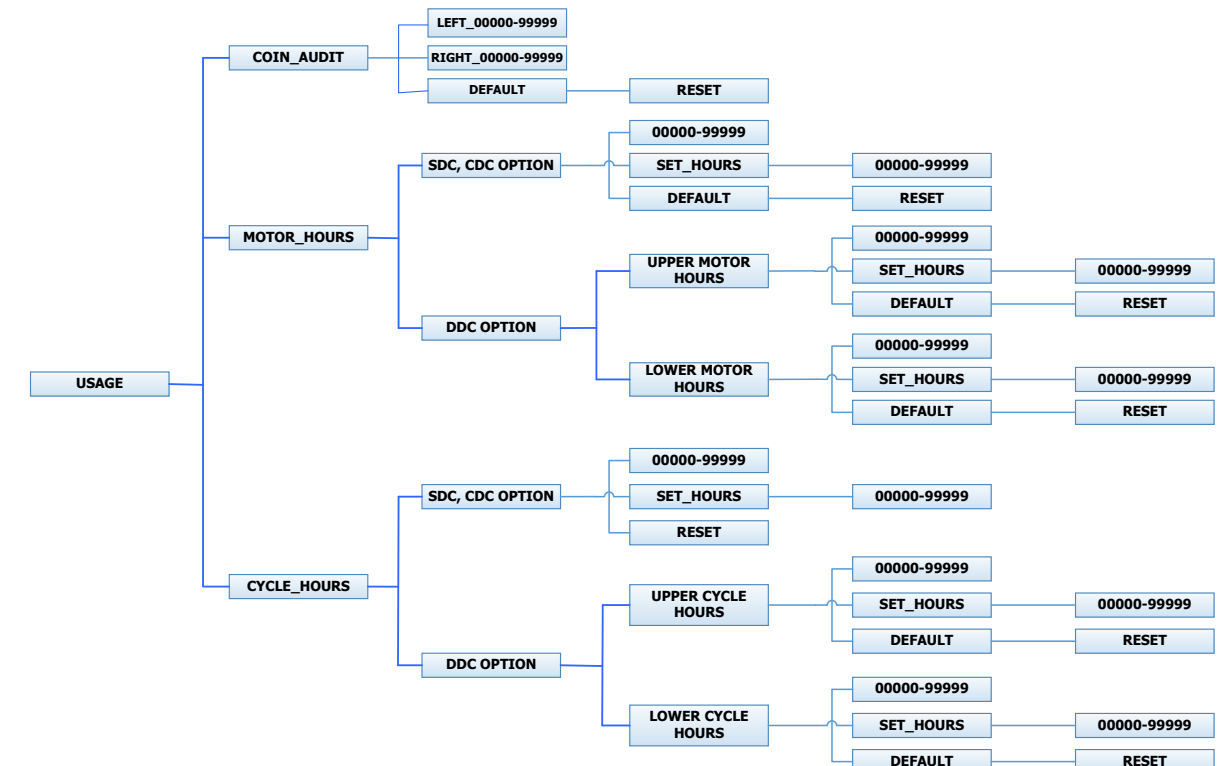 LEFT_00000-99999
COIN_AUDIT
RIGHT_00000-99999
DEFAULT
RESET
00000-99999
SDC, CDC OPTION
SET_HOURS
00000-99999
DEFAULT
RESET
MOTOR_HOURS
00000-99999
UPPER MOTOR
HOURS
SET_HOURS
00000-99999
DEFAULT
RESET
DDC OPTION
00000-99999
LOWER MOTOR
HOURS
SET_HOURS
00000-99999
DEFAULT
RESET
USAGE
00000-99999
SDC, CDC OPTION
SET_HOURS
00000-99999
RESET
CYCLE_HOURS
00000-99999
UPPER CYCLE
HOURS
SET_HOURS
00000-99999
DEFAULT
RESET
DDC OPTION
00000-99999
LOWER CYCLE
HOURS
SET_HOURS
00000-99999
DEFAULT
RESET